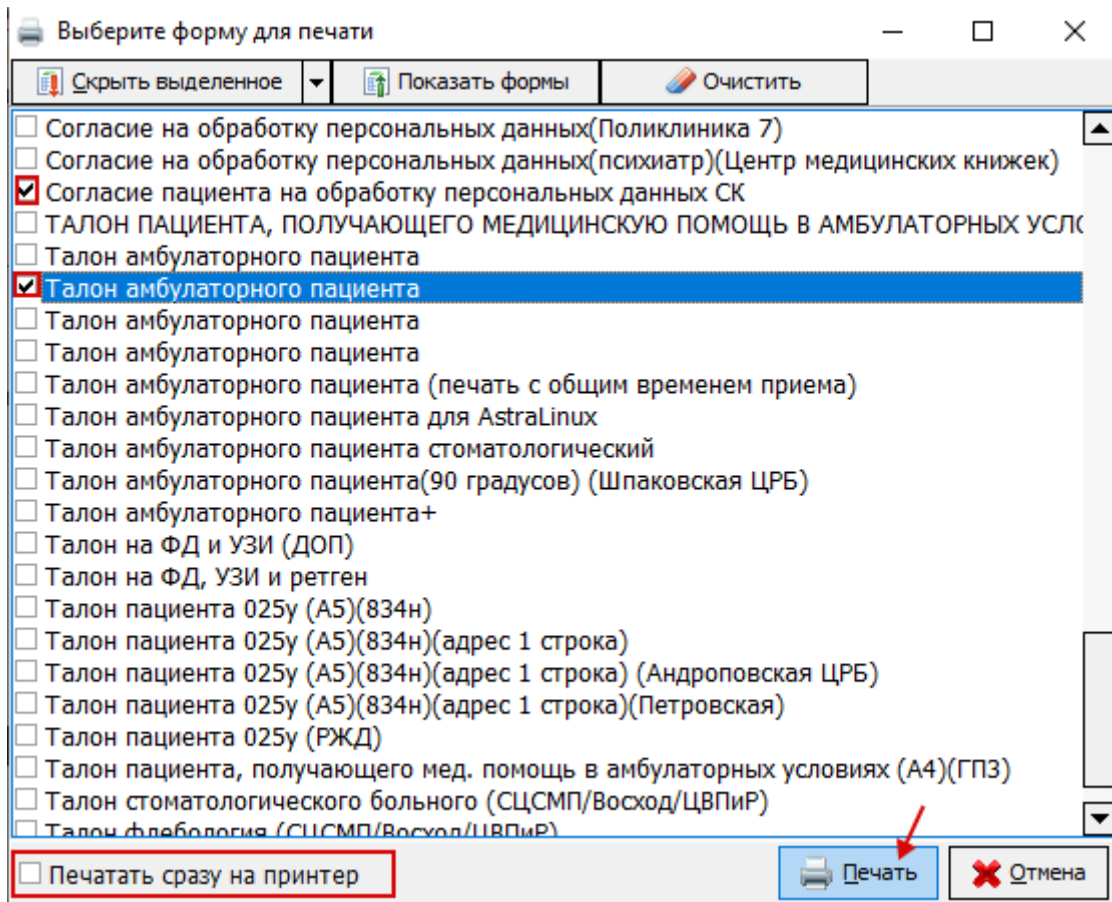 Выберите форму для печати
Скрыть выделенное Показать формы Очистить
Согласие на обработку персональных данных(Поликлиника 7)
Согласие на обработку персональных данных(психиатр)(Центр медицинских книжек)
Согласие пациента на обработку персональных данных СК
ТАЛОН ПАЦИЕНТА, ПОЛУЧАЮЩЕГО МЕДИЦИНСКУЮ ПОМОЩЬ В АМБУЛАТОРНЫХ УСЛО
Талон амбулаторного пациента
Талон амбулаторного пациента
Талон амбулаторного пациента
Талон амбулаторного пациента
Талон амбулаторного пациента (печать с общим временем приема)
Талон амбулаторного пациента для AstraLinux
Талон амбулаторного пациента стоматологический
Талон амбулаторного пациента(90 градусов) (Шпаковская ЦРБ)
Талон амбулаторного пациента+
Талон на ФД и УЗИ (ДОП)
Талон на ФД, УЗИ и ретген
Талон пациента 025у (А5)(834н)
Талон пациента 025у (А5)(834н)(адрес 1 строка)
Талон пациента 025у (А5)(834н)(адрес 1 строка) (Андроповская ЦРБ)
Талон пациента 025у (А5)(834н)(адрес 1 строка)(Петровская)
Талон пациента 025у (РЖД)
Талон пациента, получающего мед. помощь в амбулаторных условиях (А4)(ГП3)
Талон стоматологического больного (СЦСМП/Восход/ЦВПиР)
Талон флебология (СЦСМП/Восход/ЦВПиР)
Печатать сразу на принтер Печать Отмена